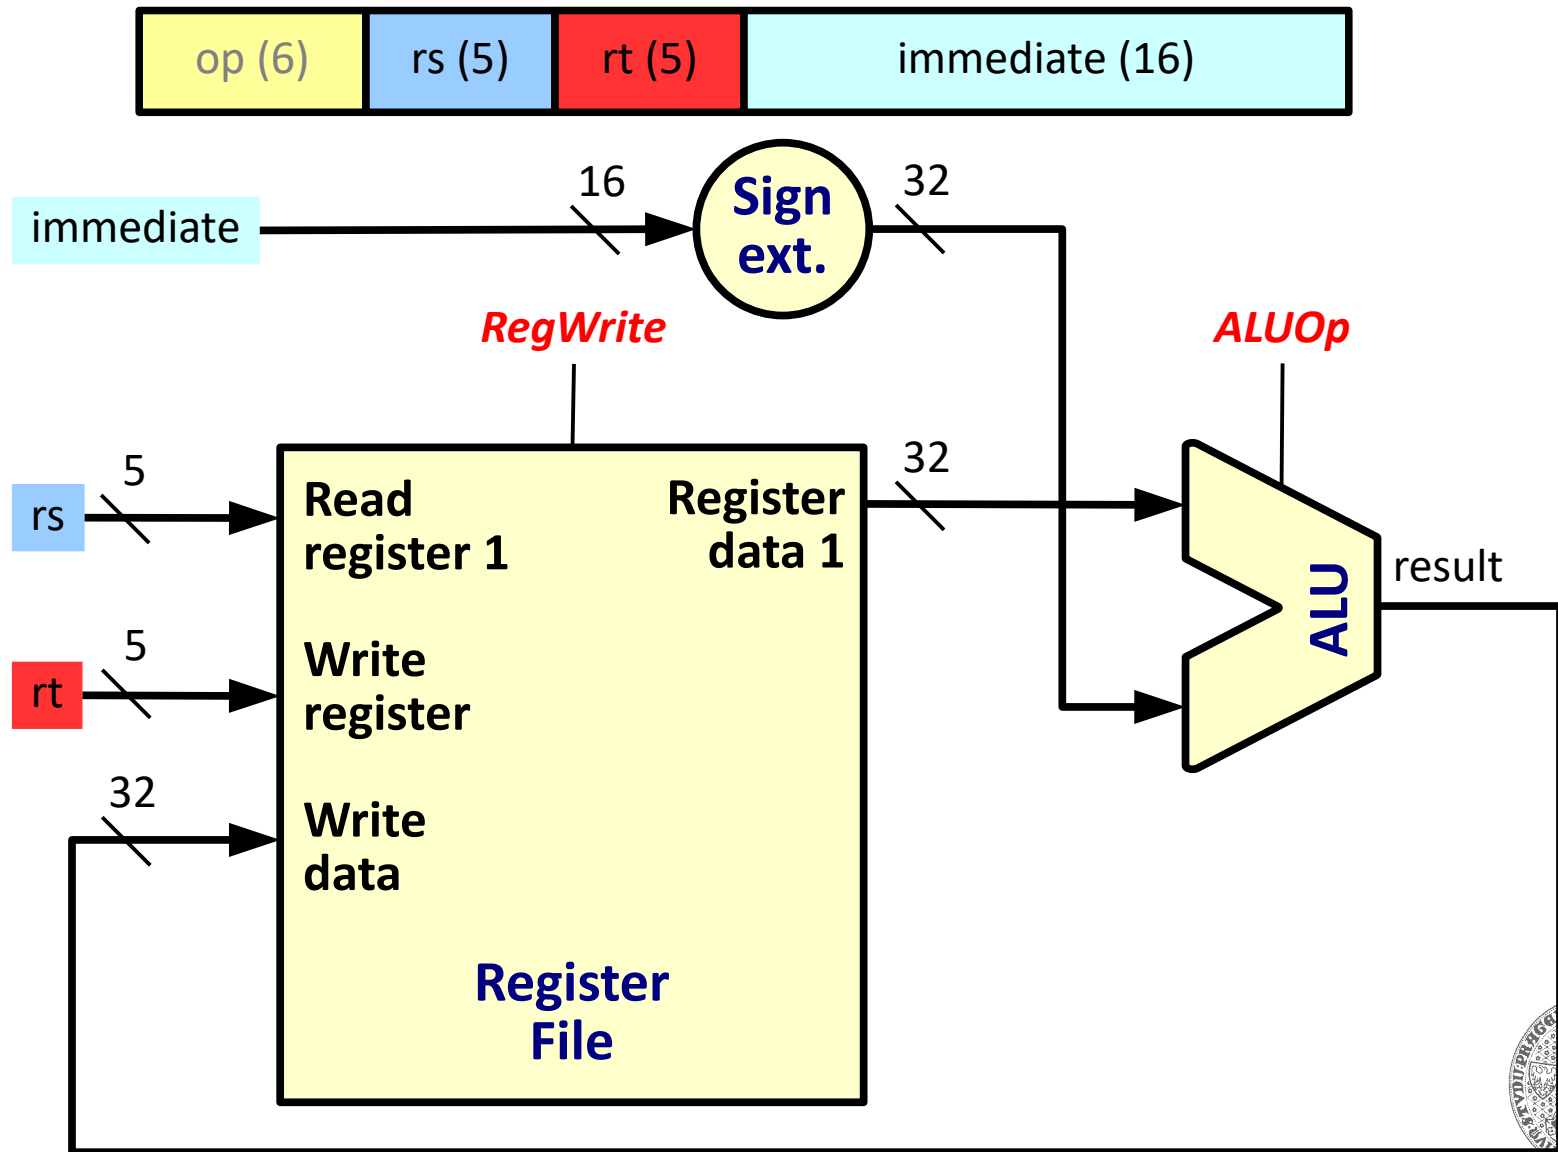 op (6) rs (5) rt (5) immediate (16)
16 32
Sign
ext.
immediate
RegWrite ALUOp
5 32
rs
Read
register 1
Register
data 1
result
ALU
5
rt
Write
register
32
Write
data
Register
File